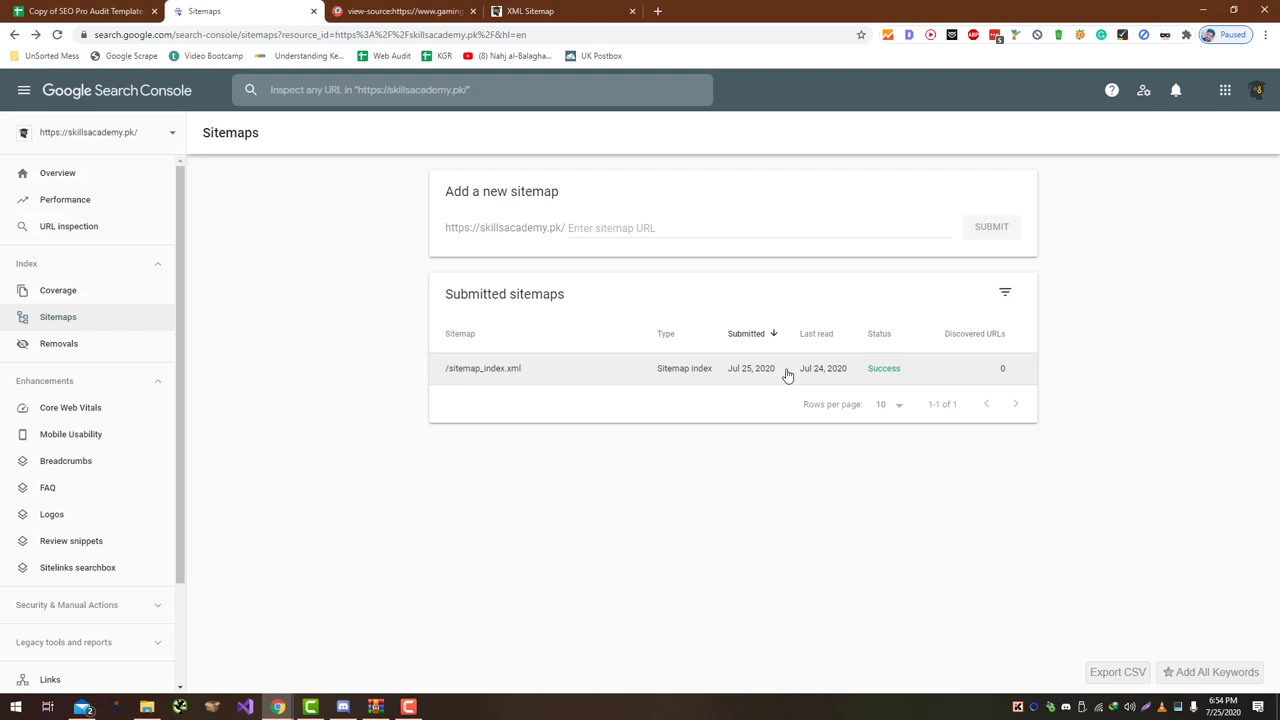 Copy of SEO Pro Audit Template
Sitemaps
view-source:https://www.gaming
XML Sitemap
search.google.com/search-console/sitemaps?resource_id=https%3A%2F%2Fskillsacademy.pk%2F&hl=en
Paused
UnSorted Mess
Google Scrape
Video Bootcamp
Understanding Ke...
Web Audit
KGR
(8) Nahj al-Balagha...
UK Postbox
Google Search Console
Inspect any URL in "https://skillsacademy.pk/"
https://skillsacademy.pk/
Sitemaps
Overview
Performance
URL inspection
Index
Coverage
Sitemaps
Removals
Enhancements
Core Web Vitals
Mobile Usability
Breadcrumbs
FAQ
Logos
Review snippets
Sitelinks searchbox
Security & Manual Actions
Legacy tools and reports
Links
Add a new sitemap
https://skillsacademy.pk/ Enter sitemap URL
SUBMIT
Submitted sitemaps
Sitemap Type Submitted Last read Status Discovered URLs
/sitemap_index.xml Sitemap index Jul 25, 2020 Jul 24, 2020 Success 0
Rows per page: 10 1-1 of 1
Export CSV
Add All Keywords
6:54 PM
7/25/2020